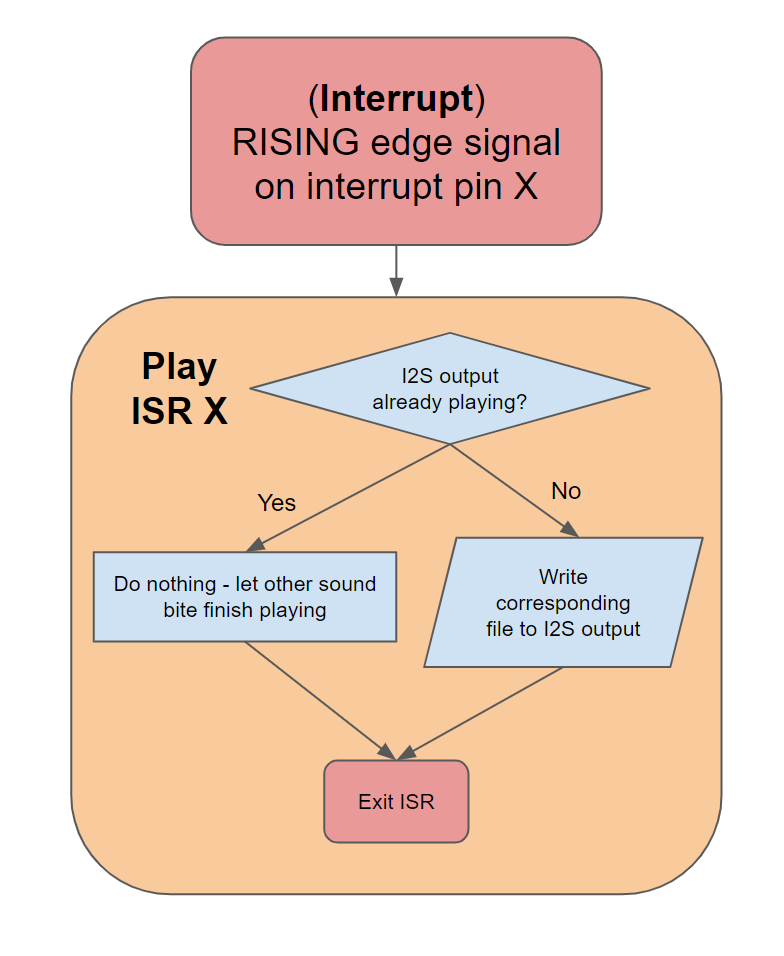 (Interrupt)
RISING edge signal
on interrupt pin X
Play
ISR X
I2S output
already playing?
Yes
No
Do nothing - let other sound
bite finish playing
Write
corresponding
file to I2S output
Exit ISR